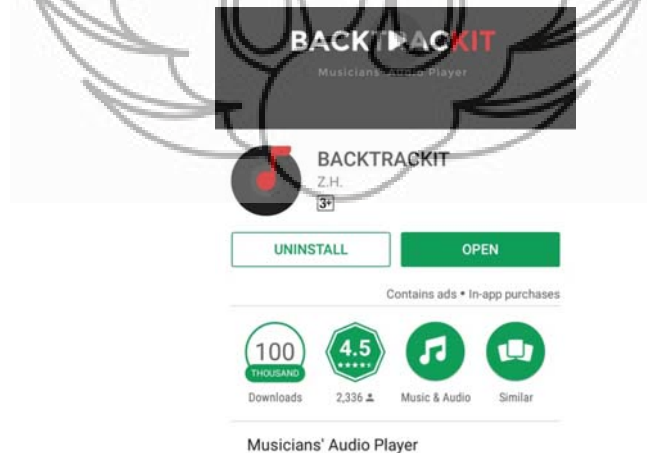 BACKTRACKIT
Musicians' Audio Player
BACKTRACKIT
Z.H.
3+
UNINSTALL
OPEN
Contains ads • In-app purchases
100
THOUSAND
Downloads
4.5
2,336
Music & Audio
Similar
Musicians' Audio Player